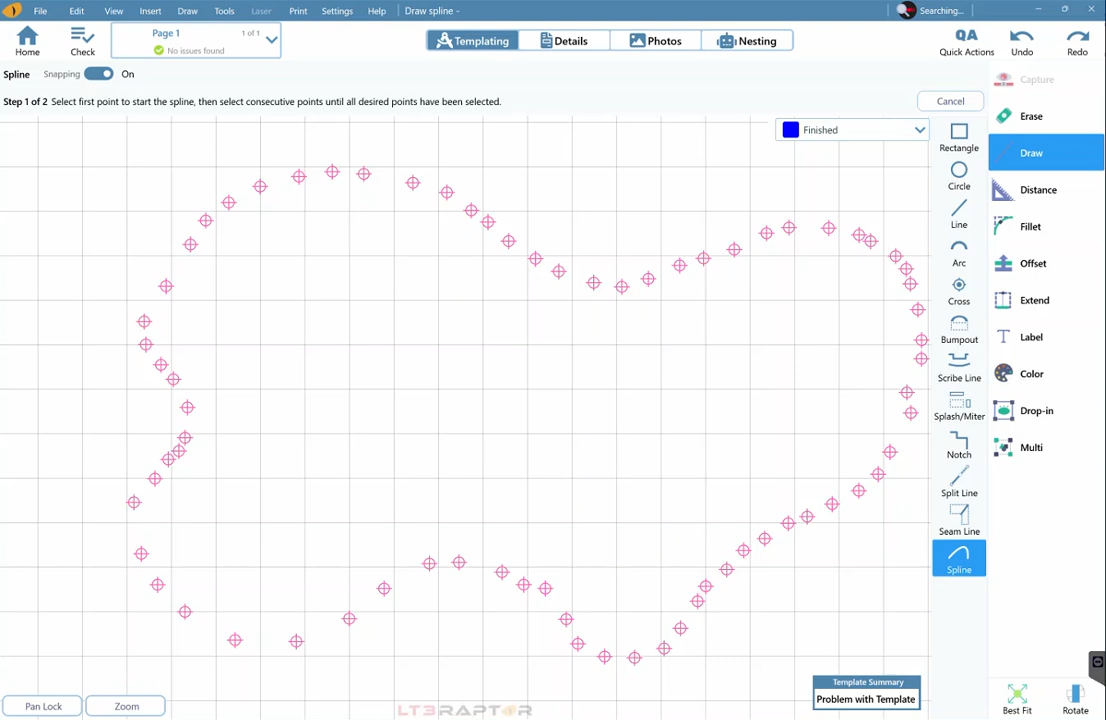 File Edit View Insert Draw Tools Laser Print Settings Help Draw spline Searching...
Home
Check
Page 1 1 of 1
No issues found
Templating Details Photos Nesting
Quick Actions Undo Redo
QA
Spline Snapping On
Step 1 of 2 Select first point to start the spline, then select consecutive points until all desired points have been selected.
Cancel
Finished
Rectangle
Circle
Line
Arc
Cross
Bumpout
Scribe Line
Splash/Miter
Notch
Split Line
Seam Line
Spline
Capture
Erase
Draw
Distance
Fillet
Offset
Extend
Label
Color
Drop-in
Multi
Template Summary
Problem with Template
Pan Lock Zoom
LT3RAPTOR
Best Fit Rotate